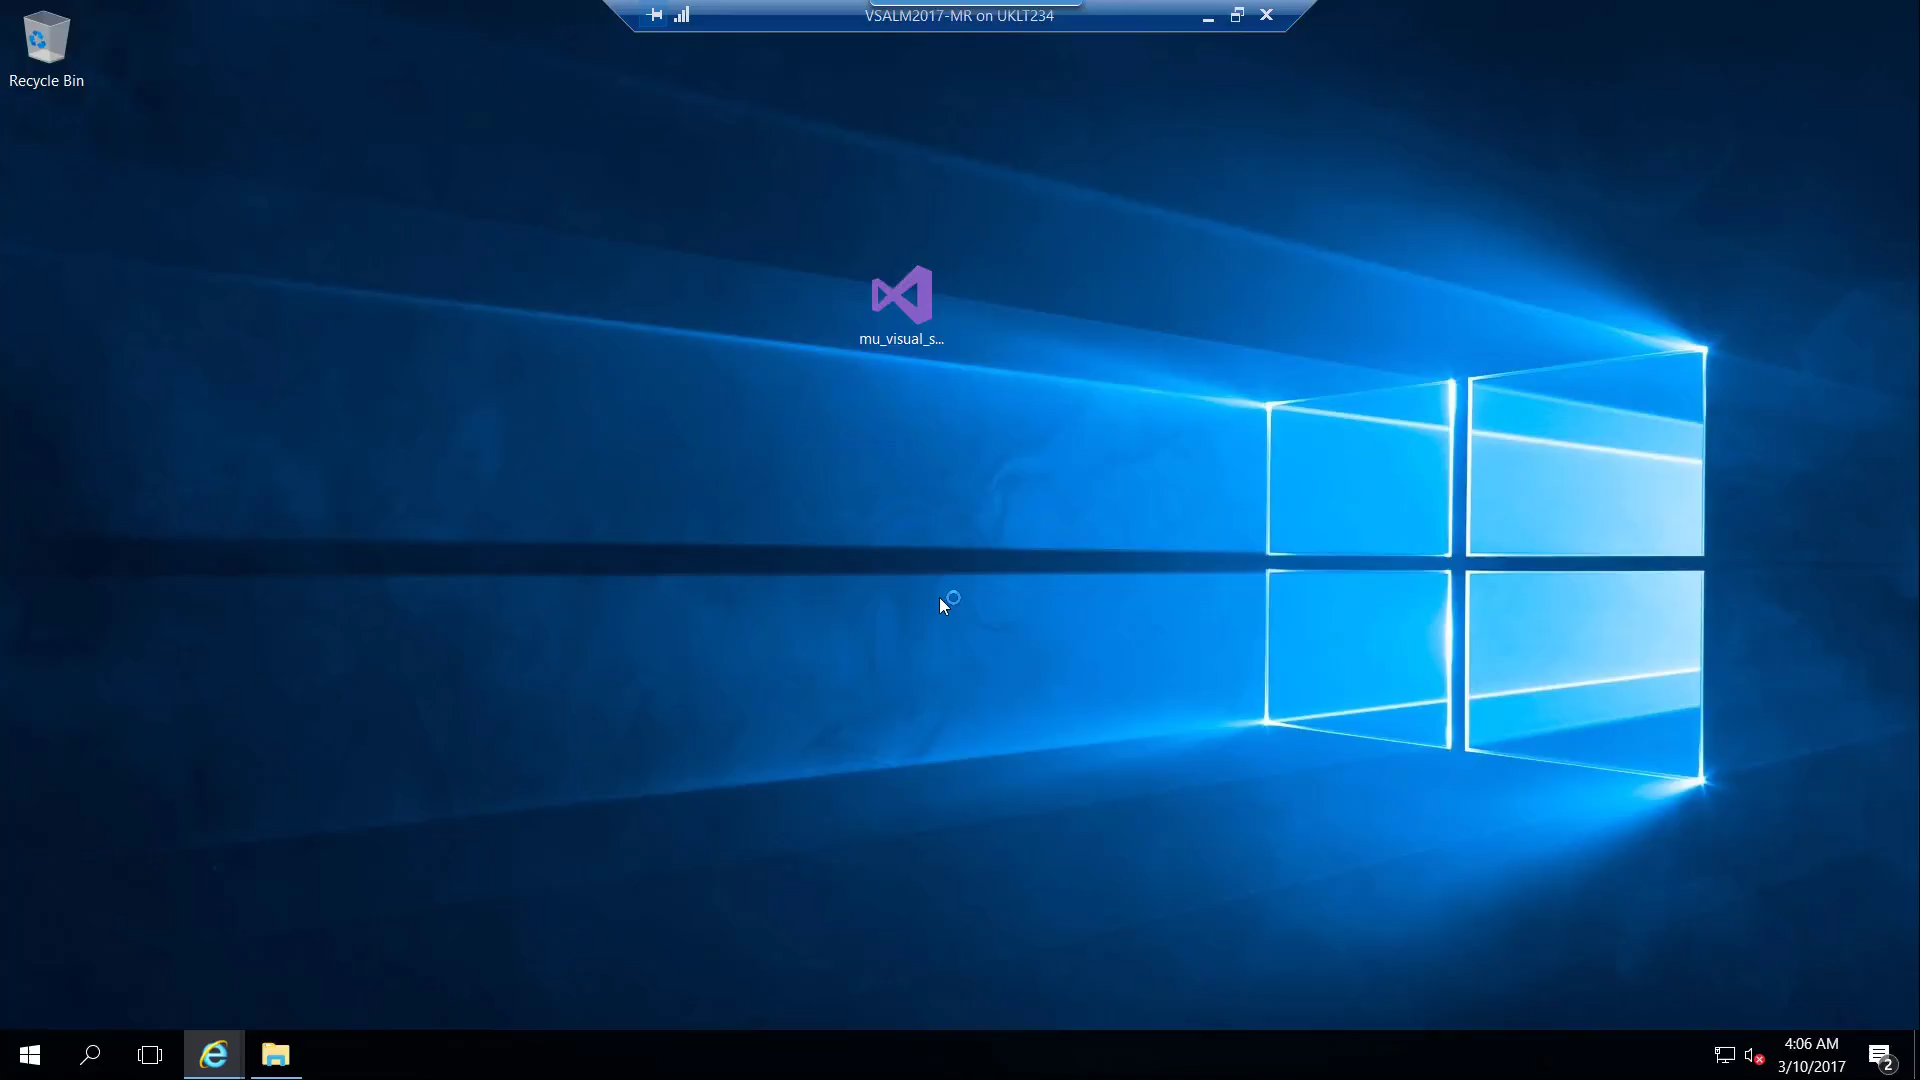 VSALM2017-MR on UKLT234
Recycle Bin
mu_visual_s...
4:06 AM
3/10/2017
2